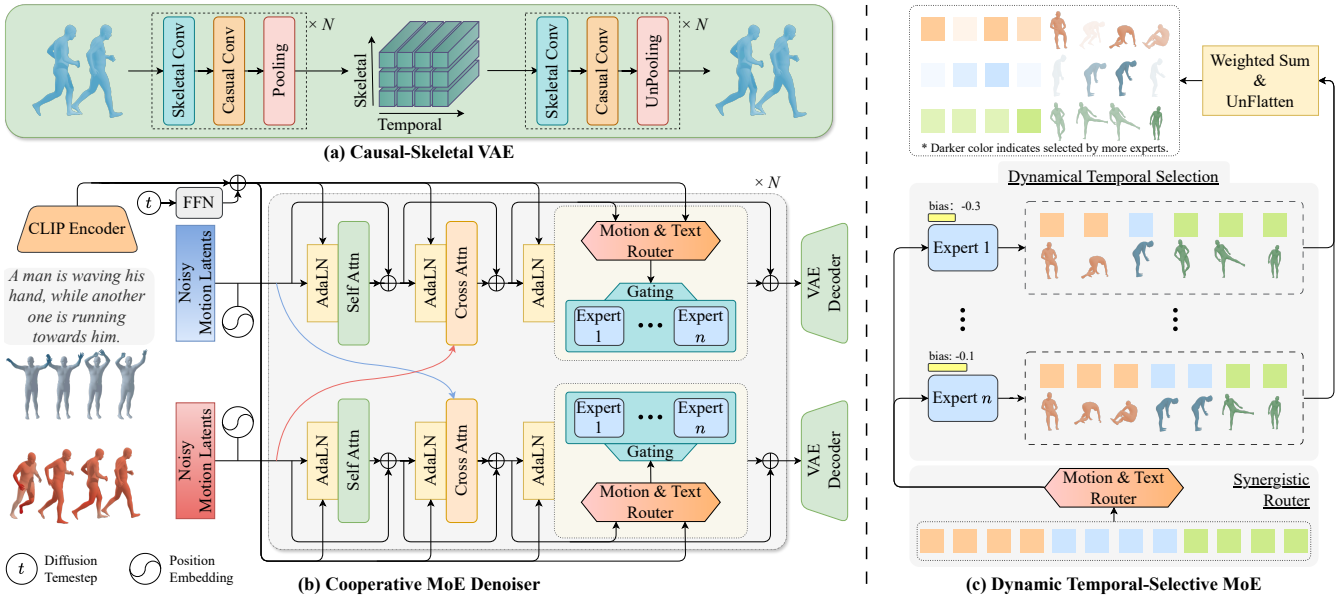 Skeletal Conv
Casual Conv
Pooling
× N
Skeletal
Temporal
Skeletal Conv
Casual Conv
UnPooling
× N
(a) Causal-Skeletal VAE
CLIP Encoder
t
FFN
× N
A man is waving his
hand, while another
one is running
towards him.
Noisy
Motion Latents
AdaLN
Self Attn
AdaLN
Cross Attn
AdaLN
Motion & Text
Router
Gating
Expert
1
Expert
n
VAE
Decoder
Noisy
Motion Latents
AdaLN
Self Attn
AdaLN
Cross Attn
AdaLN
Expert
1
Expert
n
Gating
Motion & Text
Router
VAE
Decoder
t
Diffusion
Temestep
Position
Embedding
(b) Cooperative MoE Denoiser
* Darker color indicates selected by more experts.
Weighted Sum
&
UnFlatten
Dynamical Temporal Selection
bias: -0.3
Expert 1
bias: -0.1
Expert n
Motion & Text
Router
Synergistic
Router
(c) Dynamic Temporal-Selective MoE